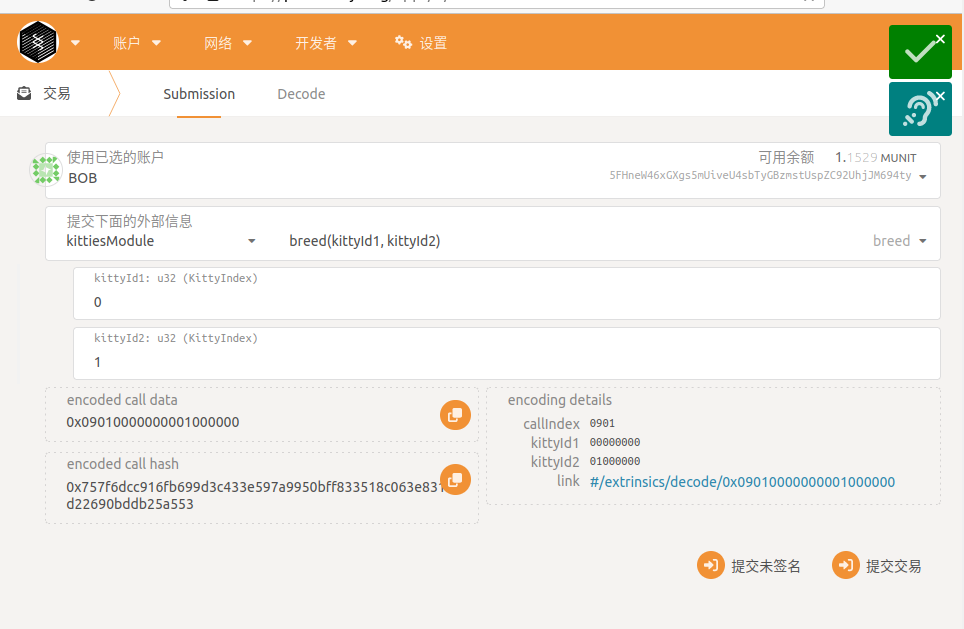 账户 网络 开发者 设置
交易 Submission Decode
使用已选的账户 可用余额 1.1529 MUNIT
BOB 5FHneW46xGXgs5mUiveU4sbTyGBzmstUspZC92UhjJM694ty
提交下面的外部信息
kittiesModule breed(kittyId1, kittyId2) breed
kittyId1: u32 (KittyIndex)
0
kittyId2: u32 (KittyIndex)
1
encoded call data
0x09010000000001000000
encoded call hash
0x757f6dcc916fb699d3c433e597a9950bff833518c063e831
d22690bddb25a553
encoding details
callIndex 0901
kittyId1 00000000
kittyId2 01000000
link #/extrinsics/decode/0x09010000000001000000
提交未签名 提交交易